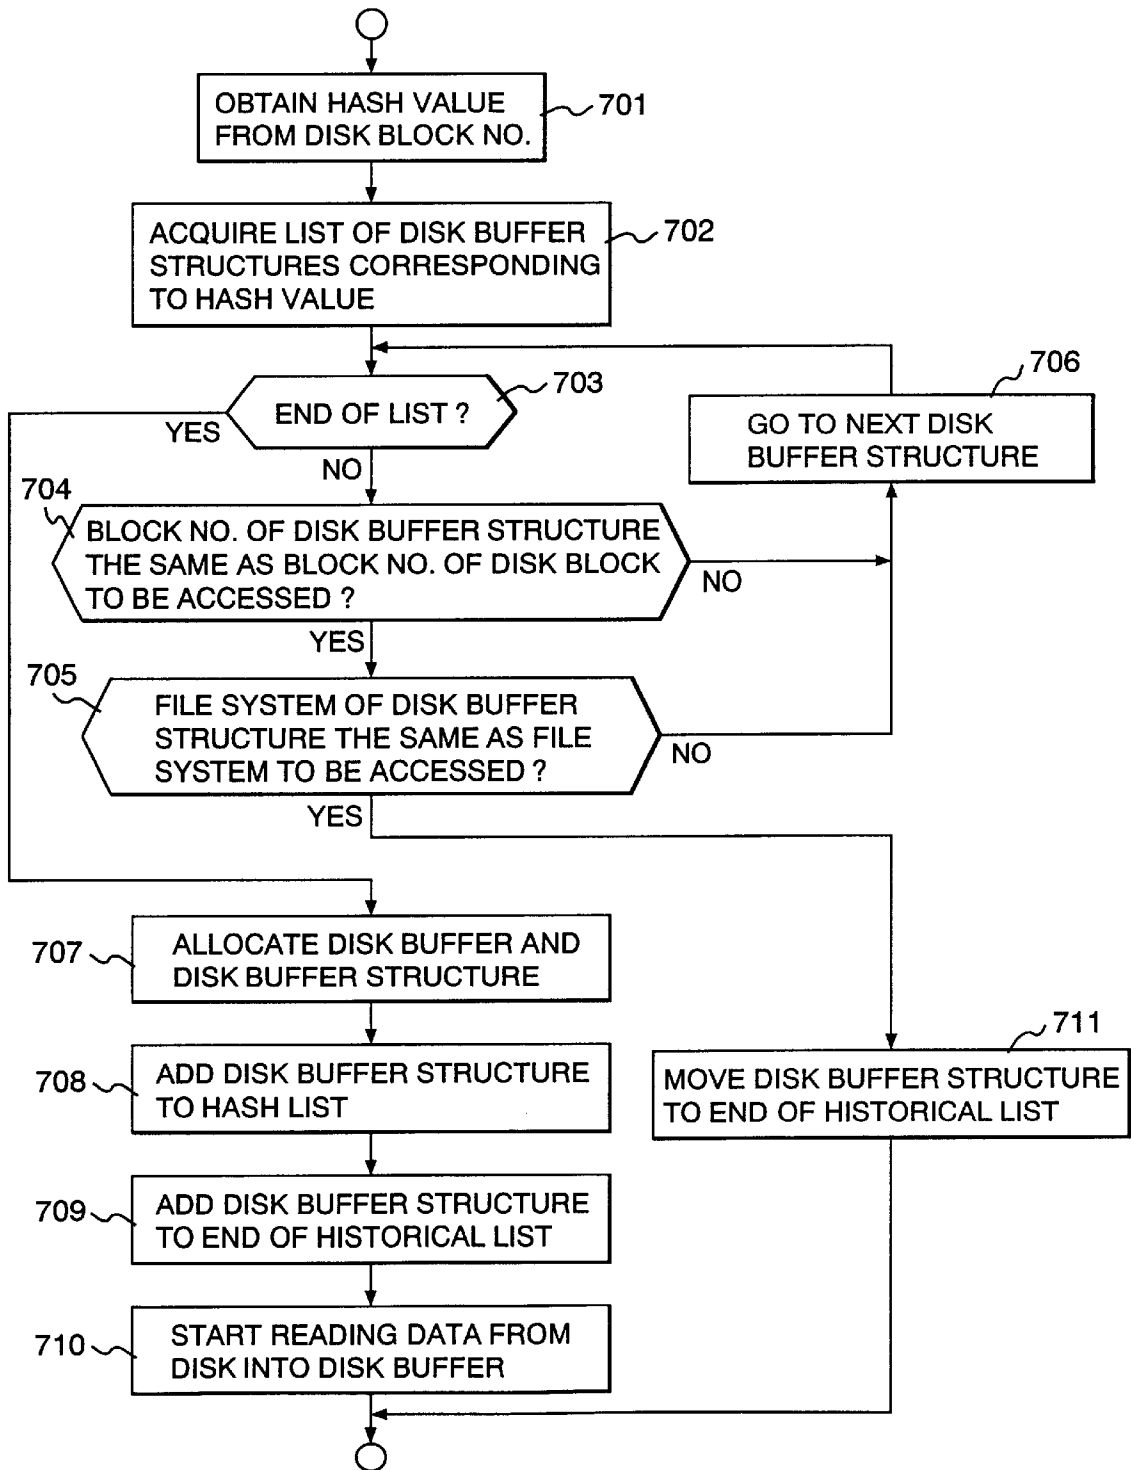 OBTAIN HASH VALUE
FROM DISK BLOCK NO.
701
ACQUIRE LIST OF DISK BUFFER
STRUCTURES CORRESPONDING
TO HASH VALUE
702
703
END OF LIST ?
YES
NO
706
GO TO NEXT DISK
BUFFER STRUCTURE
704
BLOCK NO. OF DISK BUFFER STRUCTURE
THE SAME AS BLOCK NO. OF DISK BLOCK
TO BE ACCESSED ?
NO
YES
705
FILE SYSTEM OF DISK BUFFER
STRUCTURE THE SAME AS FILE
SYSTEM TO BE ACCESSED ?
NO
YES
707
ALLOCATE DISK BUFFER AND
DISK BUFFER STRUCTURE
708
ADD DISK BUFFER STRUCTURE
TO HASH LIST
711
MOVE DISK BUFFER STRUCTURE
TO END OF HISTORICAL LIST
709
ADD DISK BUFFER STRUCTURE
TO END OF HISTORICAL LIST
710
START READING DATA FROM
DISK INTO DISK BUFFER